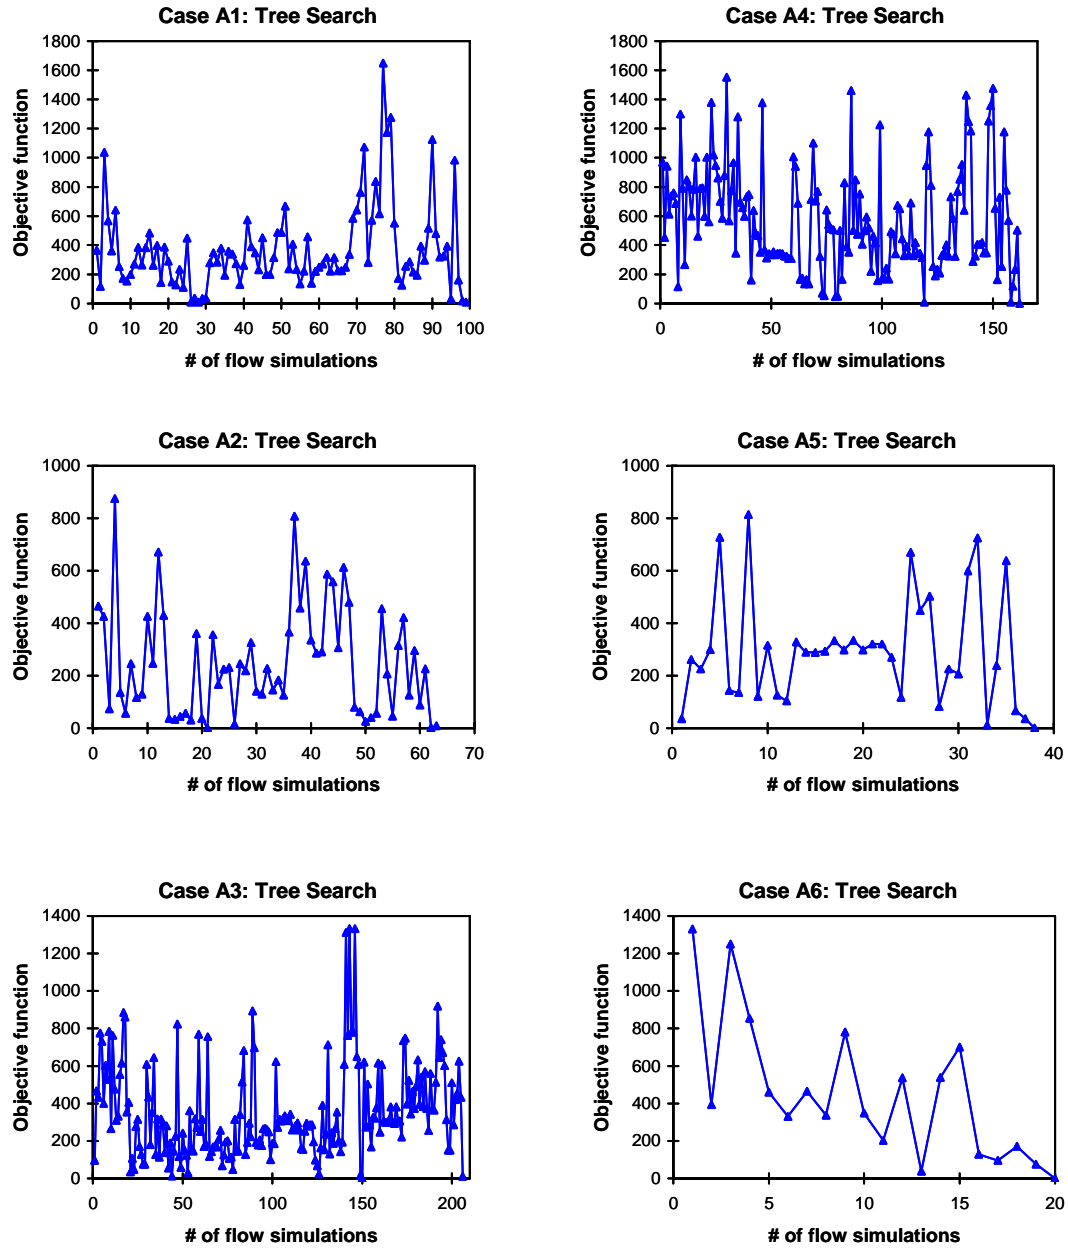 Case A1: Tree Search
Objective function
1800
1600
1400
1200
1000
800
600
400
200
0
0 10 20 30 40 50 60 70 80 90 100
# of flow simulations
Case A4: Tree Search
Objective function
1800
1600
1400
1200
1000
800
600
400
200
0
0 50 100 150
# of flow simulations
Case A2: Tree Search
Objective function
1000
800
600
400
200
0
0 10 20 30 40 50 60 70
# of flow simulations
Case A5: Tree Search
Objective function
1000
800
600
400
200
0
0 10 20 30 40
# of flow simulations
Case A3: Tree Search
Objective function
1400
1200
1000
800
600
400
200
0
0 50 100 150 200
# of flow simulations
Case A6: Tree Search
Objective function
1400
1200
1000
800
600
400
200
0
0 5 10 15 20
# of flow simulations